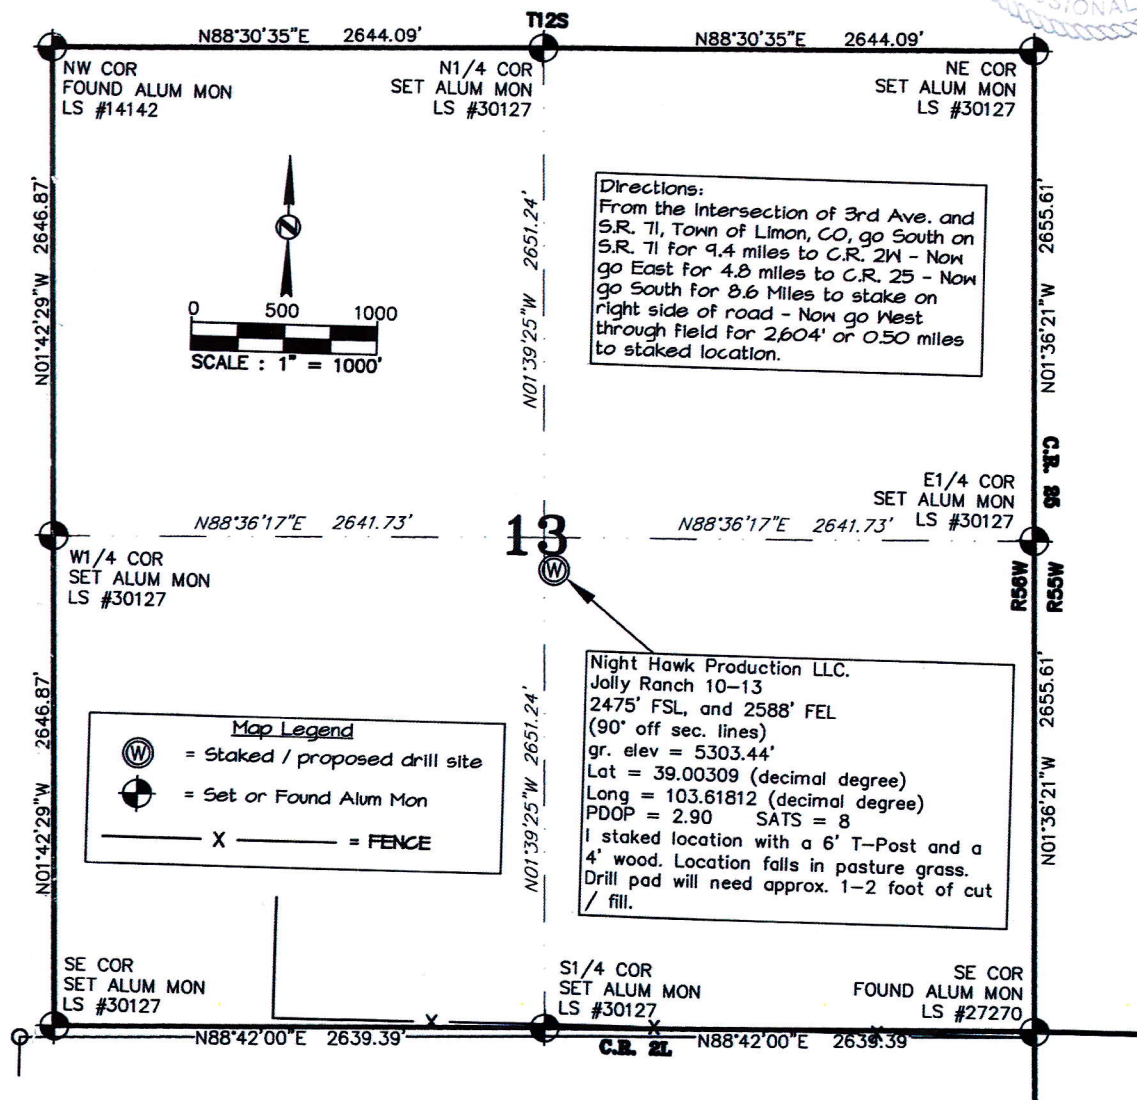 SIONAL
T12S
N88°30'35"E 2644.09'
N88°30'35"E 2644.09'
NW COR
FOUND ALUM MON
LS #14142
N1/4 COR
SET ALUM MON
LS #30127
NE COR
SET ALUM MON
LS #30127
N01°42'29"W 2646.87'
N
0 500 1000
SCALE : 1" = 1000'
N01°39'25"W 2651.24'
Directions:
From the intersection of 3rd Ave. and
S.R. 71, Town of Limon, CO, go South on
S.R. 71 for 9.4 miles to C.R. 2W - Now
go East for 4.8 miles to C.R. 25 - Now
go South for 8.6 Miles to stake on
right side of road - Now go West
through field for 2,604' or 0.50 miles
to staked location.
N01°36'21"W 2655.61'
C.R. 25
E1/4 COR
SET ALUM MON
LS #30127
N88°36'17"E 2641.73'
13
N88°36'17"E 2641.73'
W
W1/4 COR
SET ALUM MON
LS #30127
R56W
R55W
Night Hawk Production LLC.
Jolly Ranch 10-13
2475' FSL, and 2588' FEL
(90° off sec. lines)
gr. elev = 5303.44'
Lat = 39.00309 (decimal degree)
Long = 103.61812 (decimal degree)
PDOP = 2.90 SATS = 8
I staked location with a 6' T-Post and a
4' wood. Location falls in pasture grass.
Drill pad will need approx. 1-2 foot of cut
/ fill.
N01°42'29"W 2646.87'
Map Legend
W = Staked / proposed drill site
= Set or Found Alum Mon
X = FENCE
N01°39'25"W 2651.24'
N01°36'21"W 2655.61'
SE COR
SET ALUM MON
LS #30127
S1/4 COR
SET ALUM MON
LS #30127
SE COR
FOUND ALUM MON
LS #27270
X
X
X
N88°42'00"E 2639.39'
C.R. 2L
N88°42'00"E 2639.39